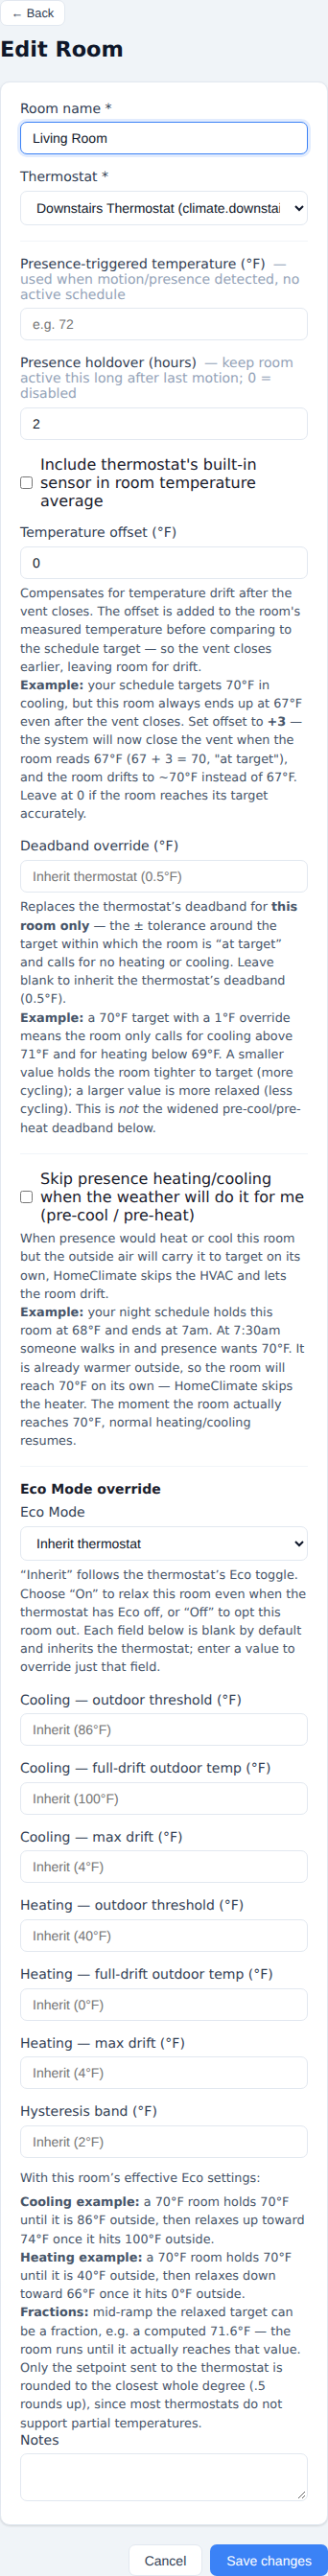 ← Back
Edit Room
Room name *
Living Room
Thermostat *
Downstairs Thermostat (climate.downstai
Presence-triggered temperature (°F) —
used when motion/presence detected, no
active schedule
e.g. 72
Presence holdover (hours) — keep room
active this long after last motion; 0 =
disabled
2
Include thermostat's built-in
sensor in room temperature
average
Temperature offset (°F)
0
Compensates for temperature drift after the
vent closes. The offset is added to the room's
measured temperature before comparing to
the schedule target — so the vent closes
earlier, leaving room for drift.
Example: your schedule targets 70°F in
cooling, but this room always ends up at 67°F
even after the vent closes. Set offset to +3 —
the system will now close the vent when the
room reads 67°F (67 + 3 = 70, "at target"),
and the room drifts to ~70°F instead of 67°F.
Leave at 0 if the room reaches its target
accurately.
Deadband override (°F)
Inherit thermostat (0.5°F)
Replaces the thermostat’s deadband for this
room only — the ± tolerance around the
target within which the room is “at target”
and calls for no heating or cooling. Leave
blank to inherit the thermostat’s deadband
(0.5°F).
Example: a 70°F target with a 1°F override
means the room only calls for cooling above
71°F and for heating below 69°F. A smaller
value holds the room tighter to target (more
cycling); a larger value is more relaxed (less
cycling). This is not the widened pre-cool/pre-
heat deadband below.
Skip presence heating/cooling
when the weather will do it for me
(pre-cool / pre-heat)
When presence would heat or cool this room
but the outside air will carry it to target on its
own, HomeClimate skips the HVAC and lets
the room drift.
Example: your night schedule holds this
room at 68°F and ends at 7am. At 7:30am
someone walks in and presence wants 70°F. It
is already warmer outside, so the room will
reach 70°F on its own — HomeClimate skips
the heater. The moment the room actually
reaches 70°F, normal heating/cooling
resumes.
Eco Mode override
Eco Mode
Inherit thermostat
“Inherit” follows the thermostat’s Eco toggle.
Choose “On” to relax this room even when the
thermostat has Eco off, or “Off” to opt this
room out. Each field below is blank by default
and inherits the thermostat; enter a value to
override just that field.
Cooling — outdoor threshold (°F)
Inherit (86°F)
Cooling — full-drift outdoor temp (°F)
Inherit (100°F)
Cooling — max drift (°F)
Inherit (4°F)
Heating — outdoor threshold (°F)
Inherit (40°F)
Heating — full-drift outdoor temp (°F)
Inherit (0°F)
Heating — max drift (°F)
Inherit (4°F)
Hysteresis band (°F)
Inherit (2°F)
With this room’s effective Eco settings:
Cooling example: a 70°F room holds 70°F
until it is 86°F outside, then relaxes up toward
74°F once it hits 100°F outside.
Heating example: a 70°F room holds 70°F
until it is 40°F outside, then relaxes down
toward 66°F once it hits 0°F outside.
Fractions: mid-ramp the relaxed target can
be a fraction, e.g. a computed 71.6°F — the
room runs until it actually reaches that value.
Only the setpoint sent to the thermostat is
rounded to the closest whole degree (.5
rounds up), since most thermostats do not
support partial temperatures.
Notes
Cancel
Save changes